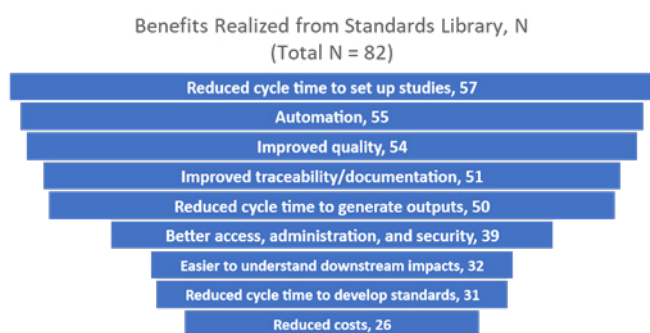 Benefits Realized from Standards Library, N
(Total N = 82)
Reduced cycle time to set up studies, 57
Automation, 55
Improved quality, 54
Improved traceability/documentation, 51
Reduced cycle time to generate outputs, 50
Better access, administration, and security, 39
Easier to understand downstream impacts, 32
Reduced cycle time to develop standards, 31
Reduced costs, 26